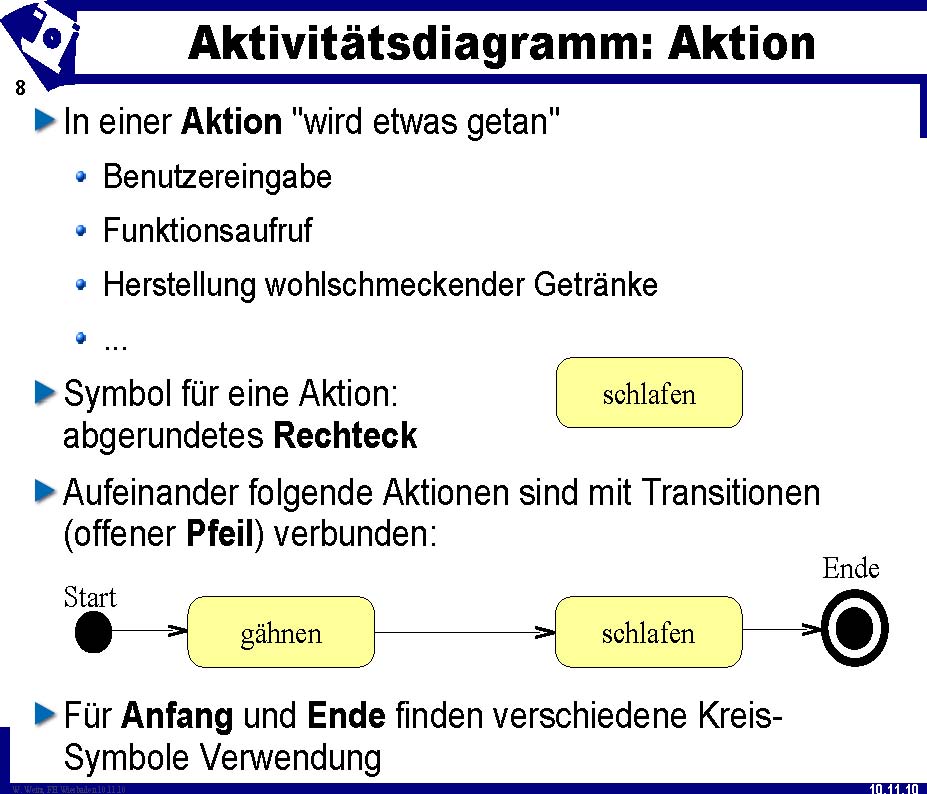 Aktivitätsdiagramm: Aktion
8
In einer Aktion "wird etwas getan"
Benutzereingabe
Funktionsaufruf
Herstellung wohlschmeckender Getränke
...
Symbol für eine Aktion:
abgerundetes Rechteck
schlafen
Aufeinander folgende Aktionen sind mit Transitionen
(offener Pfeil) verbunden:
Start
gähnen
schlafen
Ende
Für Anfang und Ende finden verschiedene Kreis-
Symbole Verwendung
W. Weitz, FH Wiesbaden 10.11.10
10.11.10